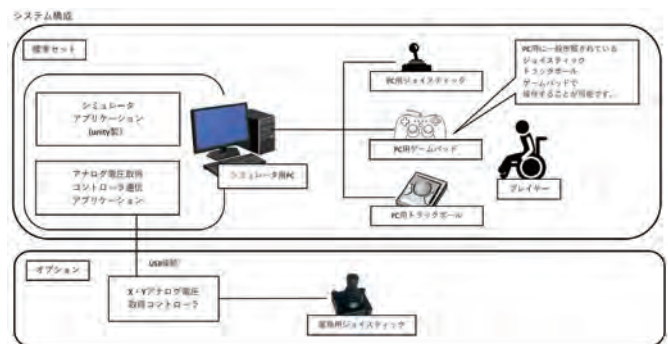 システム構成
標準セット
シミュレータ
アプリケーション
(unity製)
アナログ電圧取得
コントローラ通信
アプリケーション
シミュレータ用PC
PC用ジョイスティック
PC用ゲームパッド
PC用トラックボール
PC用に一般市販されている
ジョイスティック
トラックボール
ゲームパッドで
操作することが可能です。
プレイヤー
オプション
USB接続
X・Yアナログ電圧
取得コントローラ
電動用ジョイスティック